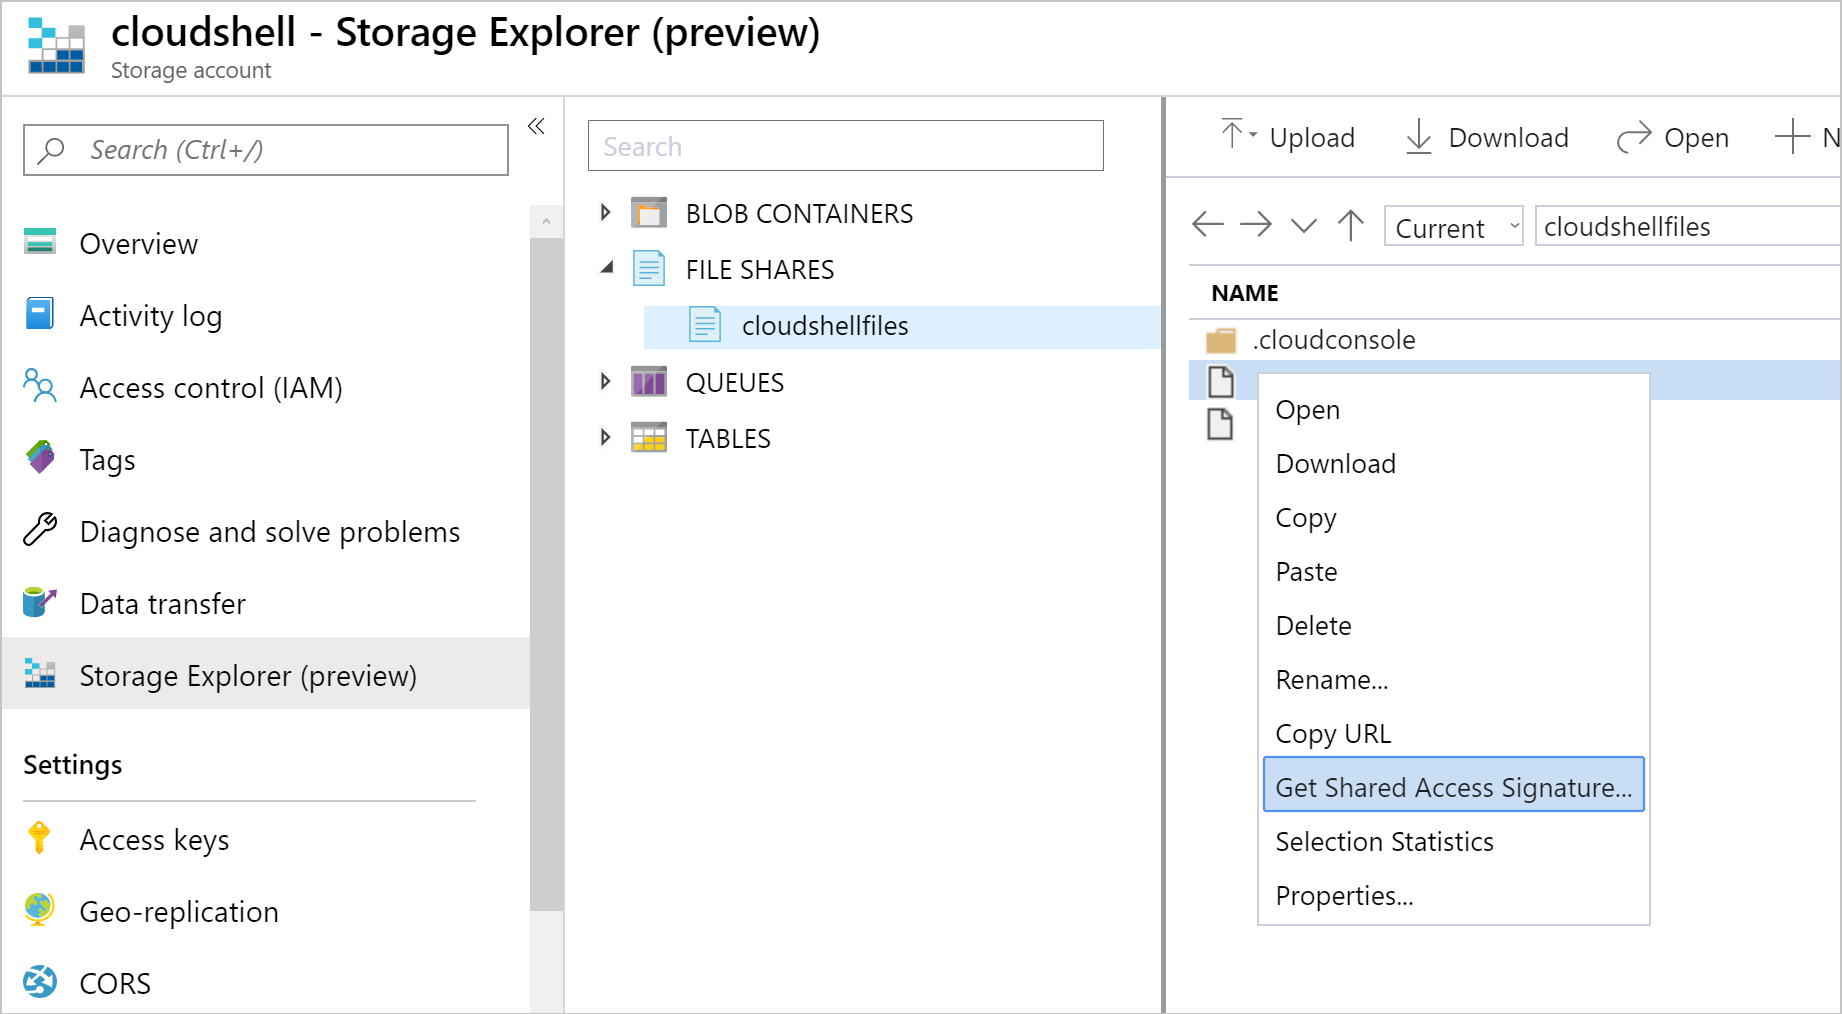 cloudshell - Storage Explorer (preview)
Storage account
Search (Ctrl+/)
Overview
Activity log
Access control (IAM)
Tags
Diagnose and solve problems
Data transfer
Storage Explorer (preview)
Settings
Access keys
Geo-replication
CORS
Search
BLOB CONTAINERS
FILE SHARES
cloudshellfiles
QUEUES
TABLES
Upload Download Open N
Current cloudshellfiles
NAME
.cloudconsole
Open
Download
Copy
Paste
Delete
Rename...
Copy URL
Get Shared Access Signature...
Selection Statistics
Properties...